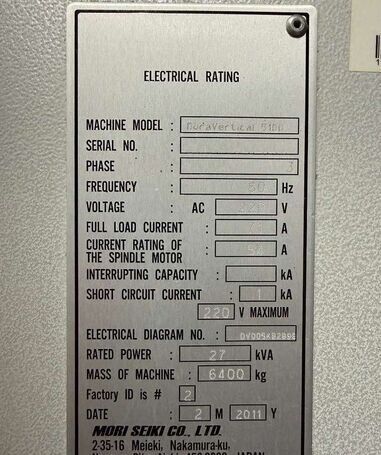 ELECTRICAL RATING
MACHINE MODEL : DuraVertical 5100
SERIAL NO. :
PHASE : 3
FREQUENCY : 60 Hz
VOLTAGE : AC 220 V
FULL LOAD CURRENT : A
CURRENT RATING OF
THE SPINDLE MOTOR : A
INTERRUPTING CAPACITY : kA
SHORT CIRCUIT CURRENT : 1 kA
220 V MAXIMUM
ELECTRICAL DIAGRAM NO. :
RATED POWER : 27 kVA
MASS OF MACHINE : 6400 kg
Factory ID is # 2
DATE : 2 M 2011 Y
MORI SEIKI CO., LTD.
2-35-16 Meieki, Nakamura-ku,